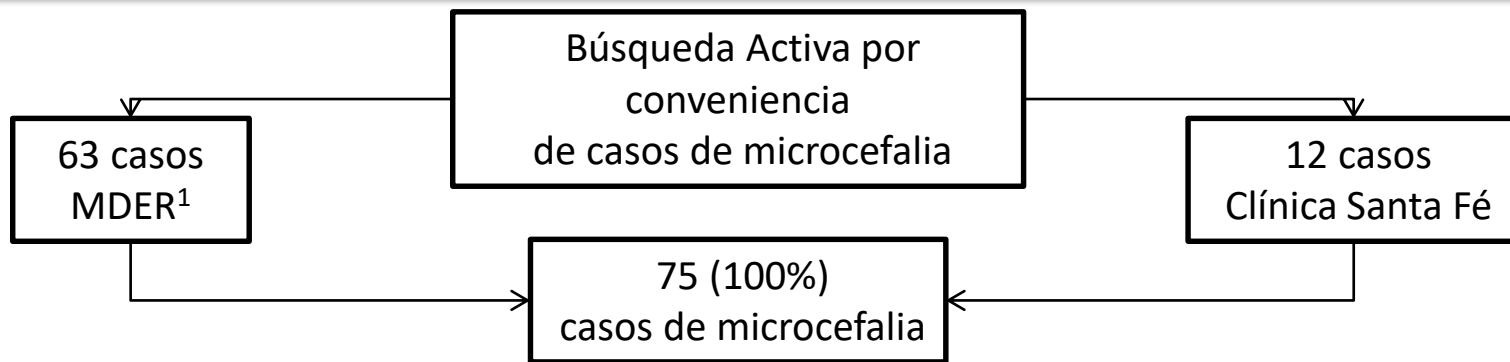 Búsqueda Activa por
conveniencia
de casos de microcefalia
63 casos
MDER¹
12 casos
Clínica Santa Fé
75 (100%)
casos de microcefalia